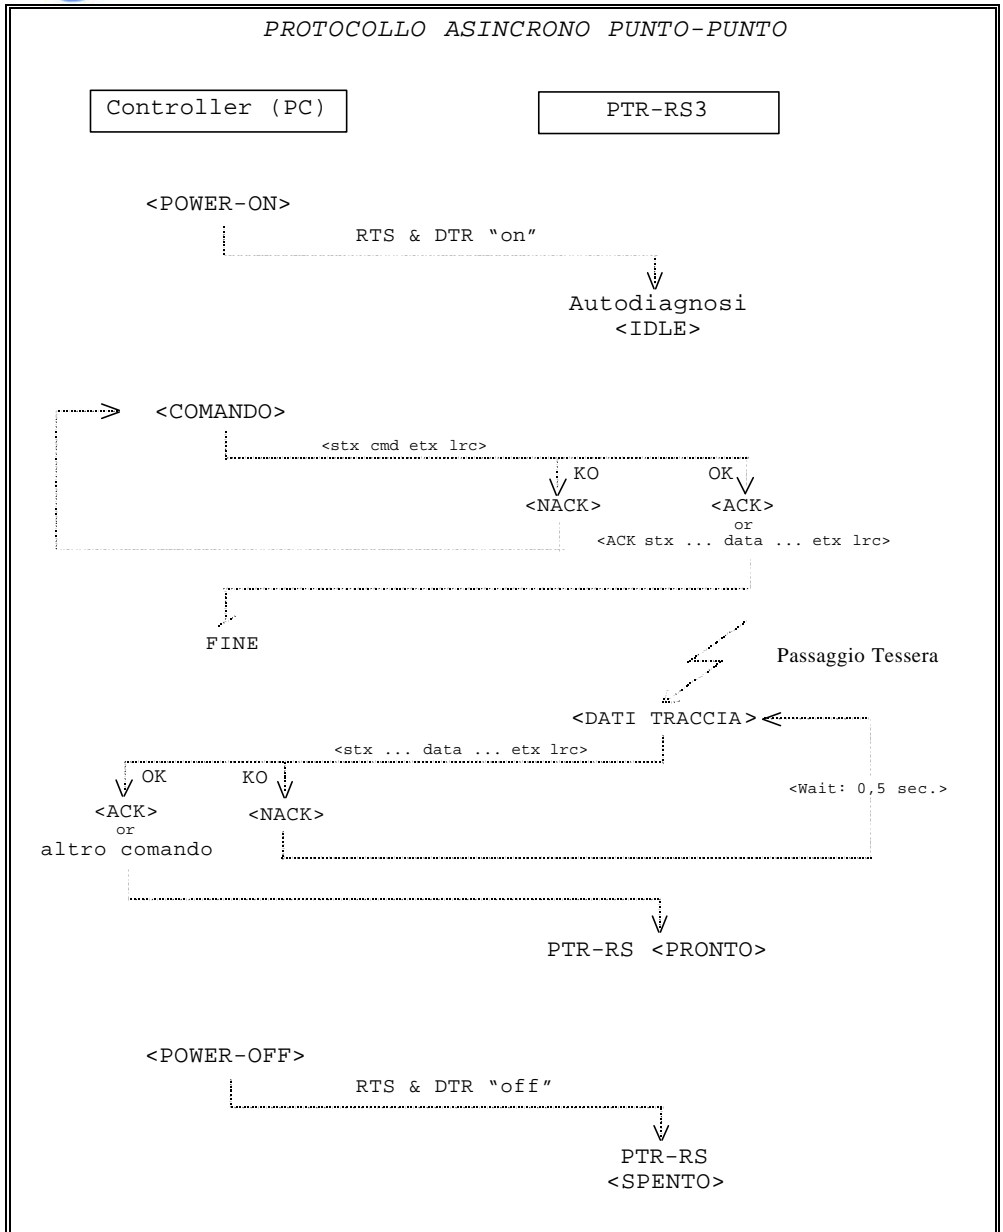 PROTOCOLLO ASINCRONO PUNTO-PUNTO
Controller (PC)
PTR-RS3
<POWER-ON>
RTS & DTR “on”
Autodiagnosi
<IDLE>
<COMANDO>
<stx cmd etx lrc>
KO
OK
<NACK>
<ACK>
or
<ACK stx ... data ... etx lrc>
FINE
Passaggio Tessera
<DATI TRACCIA>
<stx ... data ... etx lrc>
OK
KO
<Wait: 0,5 sec.>
<ACK>
<NACK>
or
altro comando
PTR-RS <PRONTO>
<POWER-OFF>
RTS & DTR “off”
PTR-RS
<SPENTO>